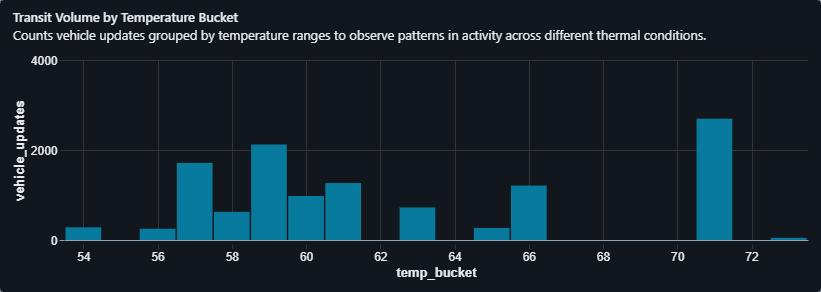 Transit Volume by Temperature Bucket
Counts vehicle updates grouped by temperature ranges to observe patterns in activity across different thermal conditions.
4000
2000
0
vehicle_updates
54 56 58 60 62 64 66 68 70 72
temp_bucket